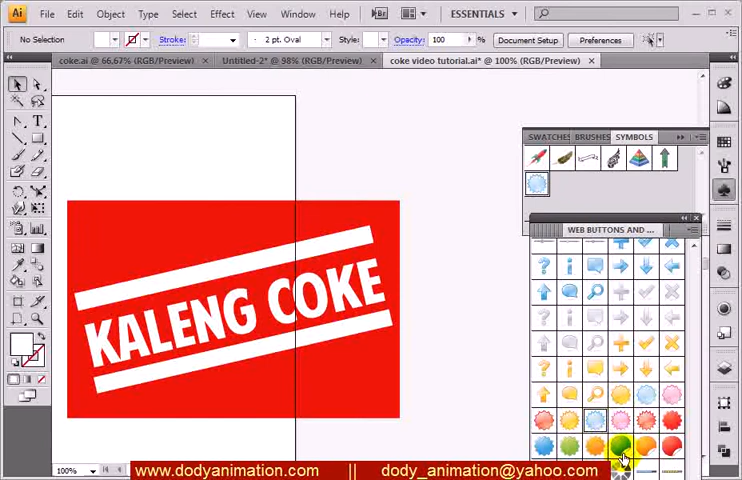 Ai File Edit Object Type Select Effect View Window Help Br ESSENTIALS
No Selection Stroke: 2 pt. Oval Style: Opacity: 100 % Document Setup Preferences
coke.ai @ 66,67% (RGB/Preview) Untitled-2* @ 98% (RGB/Preview) coke video tutorial.ai* @ 100% (RGB/Preview)
SWATCHES BRUSHES SYMBOLS
WEB BUTTONS AND ...
KALENG COKE
100%
www.dodyanimation.com || dody_animation@yahoo.com